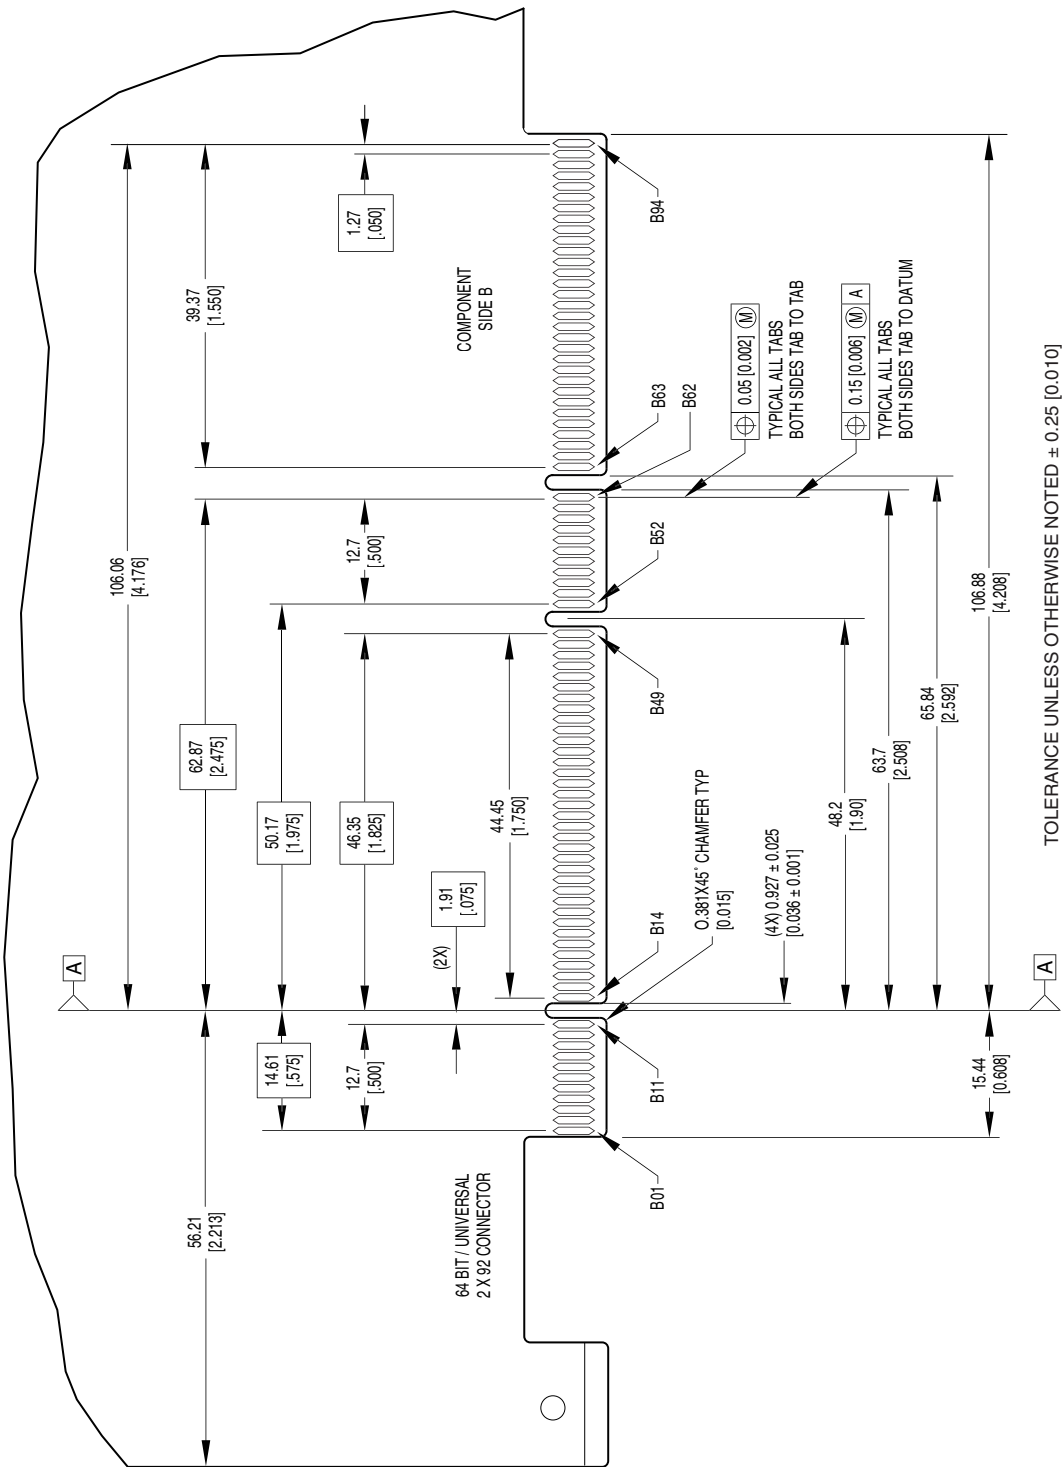 106.06
[4.176]
39.37
[1.550]
1.27
[.050]
COMPONENT
SIDE B
B94
62.87
[2.475]
12.7
[.500]
B63
B62
B52
⌖ 0.05 [0.002] Ⓜ
TYPICAL ALL TABS
BOTH SIDES TAB TO TAB
⌖ 0.15 [0.006] Ⓜ A
TYPICAL ALL TABS
BOTH SIDES TAB TO DATUM
50.17
[1.975]
46.35
[1.825]
44.45
[1.750]
1.91
[.075]
(2X)
B49
B14
O.381X45° CHAMFER TYP
[0.015]
(4X) 0.927 ± 0.025
[0.036 ± 0.001]
48.2
[1.90]
63.7
[2.508]
65.84
[2.592]
106.88
[4.208]
A
A
56.21
[2.213]
14.61
[.575]
12.7
[.500]
B11
B01
15.44
[0.608]
64 BIT / UNIVERSAL
2 X 92 CONNECTOR
TOLERANCE UNLESS OTHERWISE NOTED ± 0.25 [0.010]